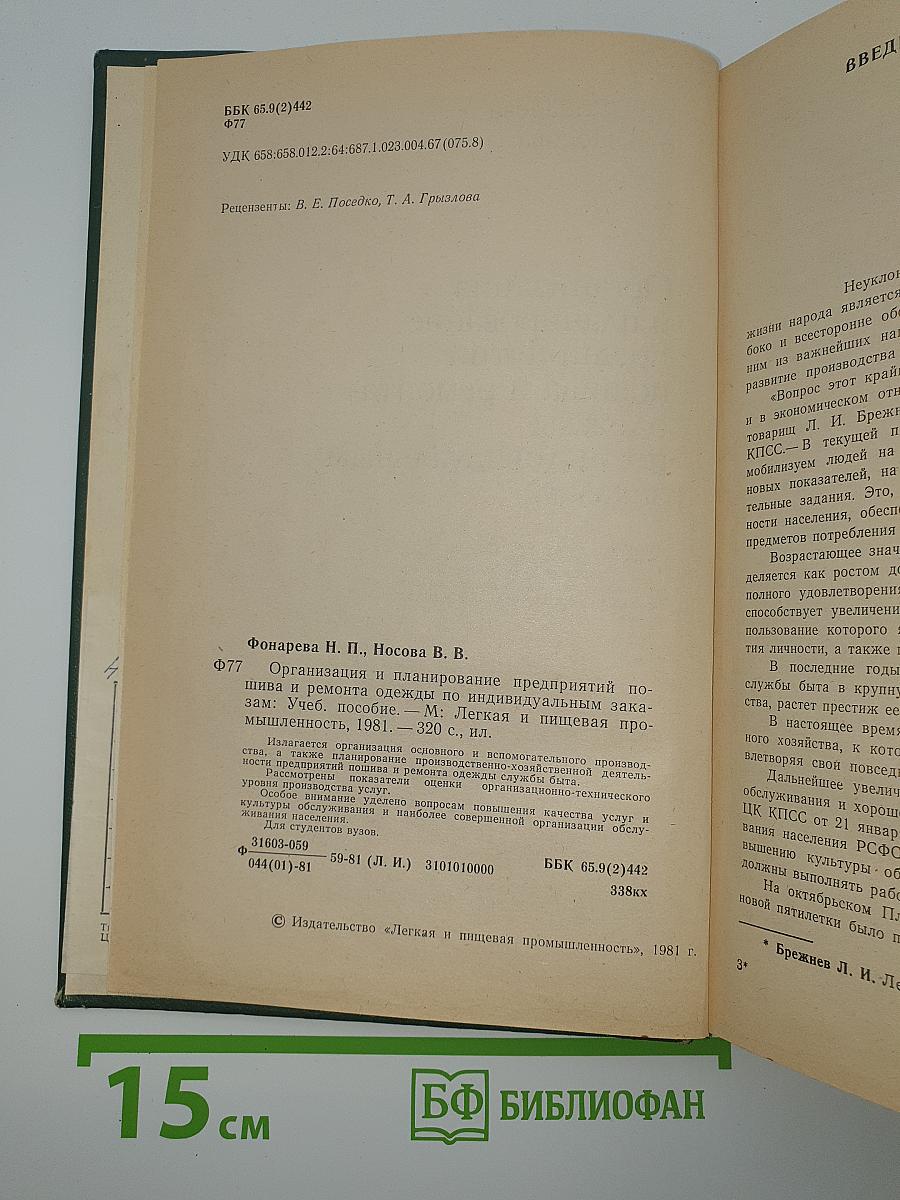 ББК 65.9(2)442
Ф77
УДК 658:658.012.2:64:687.1.023.004.67(075.8)
Рецензенты: В. Е. Поседко, Т. А. Грызлова
Фонарева Н. П., Носова В. В.
Ф77 Организация и планирование предприятий по-
шива и ремонта одежды по индивидуальным зака-
зам: Учеб. пособие. — М: Легкая и пищевая про-
мышленность, 1981. — 320 с., ил.
Излагается организация основного и вспомогательного производ-
ства, а также планирование производственно-хозяйственной деятель-
ности предприятий пошива и ремонта одежды службы быта.
Рассмотрены показатели оценки организационно-технического
уровня производства услуг.
Особое внимание уделено вопросам повышения качества услуг и
культуры обслуживания и наиболее совершенной организации обслу-
живания населения.
Для студентов вузов.
Ф 31603-059
044(01)-81 59-81 (Л. И.) 3101010000
ББК 65.9(2)442
338кх
© Издательство «Легкая и пищевая промышленность», 1981 г.
ВВЕД
Неуклон
жизни народа является
боко и всесторонне обо
ним из важнейших нап
развитие производства
«Вопрос этот край
и в экономическом отн
товарищ Л. И. Брежн
КПСС.— В текущей п
мобилизуем людей на
новых показателей, на
тельные задания. Это,
ности населения, обесп
предметов потребления
Возрастающее знач
деляется как ростом до
полного удовлетворения
способствует увеличени
пользование которого я
тия личности, а также п
В последние годы
службы быта в крупну
ства, растет престиж ее
В настоящее время
ного хозяйства, к кото
влетворяя свои повсед
Дальнейшее увелич
обслуживания и хорош
ЦК КПСС от 21 январ
вания населения РСФС
вышению культуры об
должны выполнять рабо
На октябрьском Пл
новой пятилетки было п
* Брежнев Л. И. Ле
3*
15 см
БФ БИБЛИОФАН